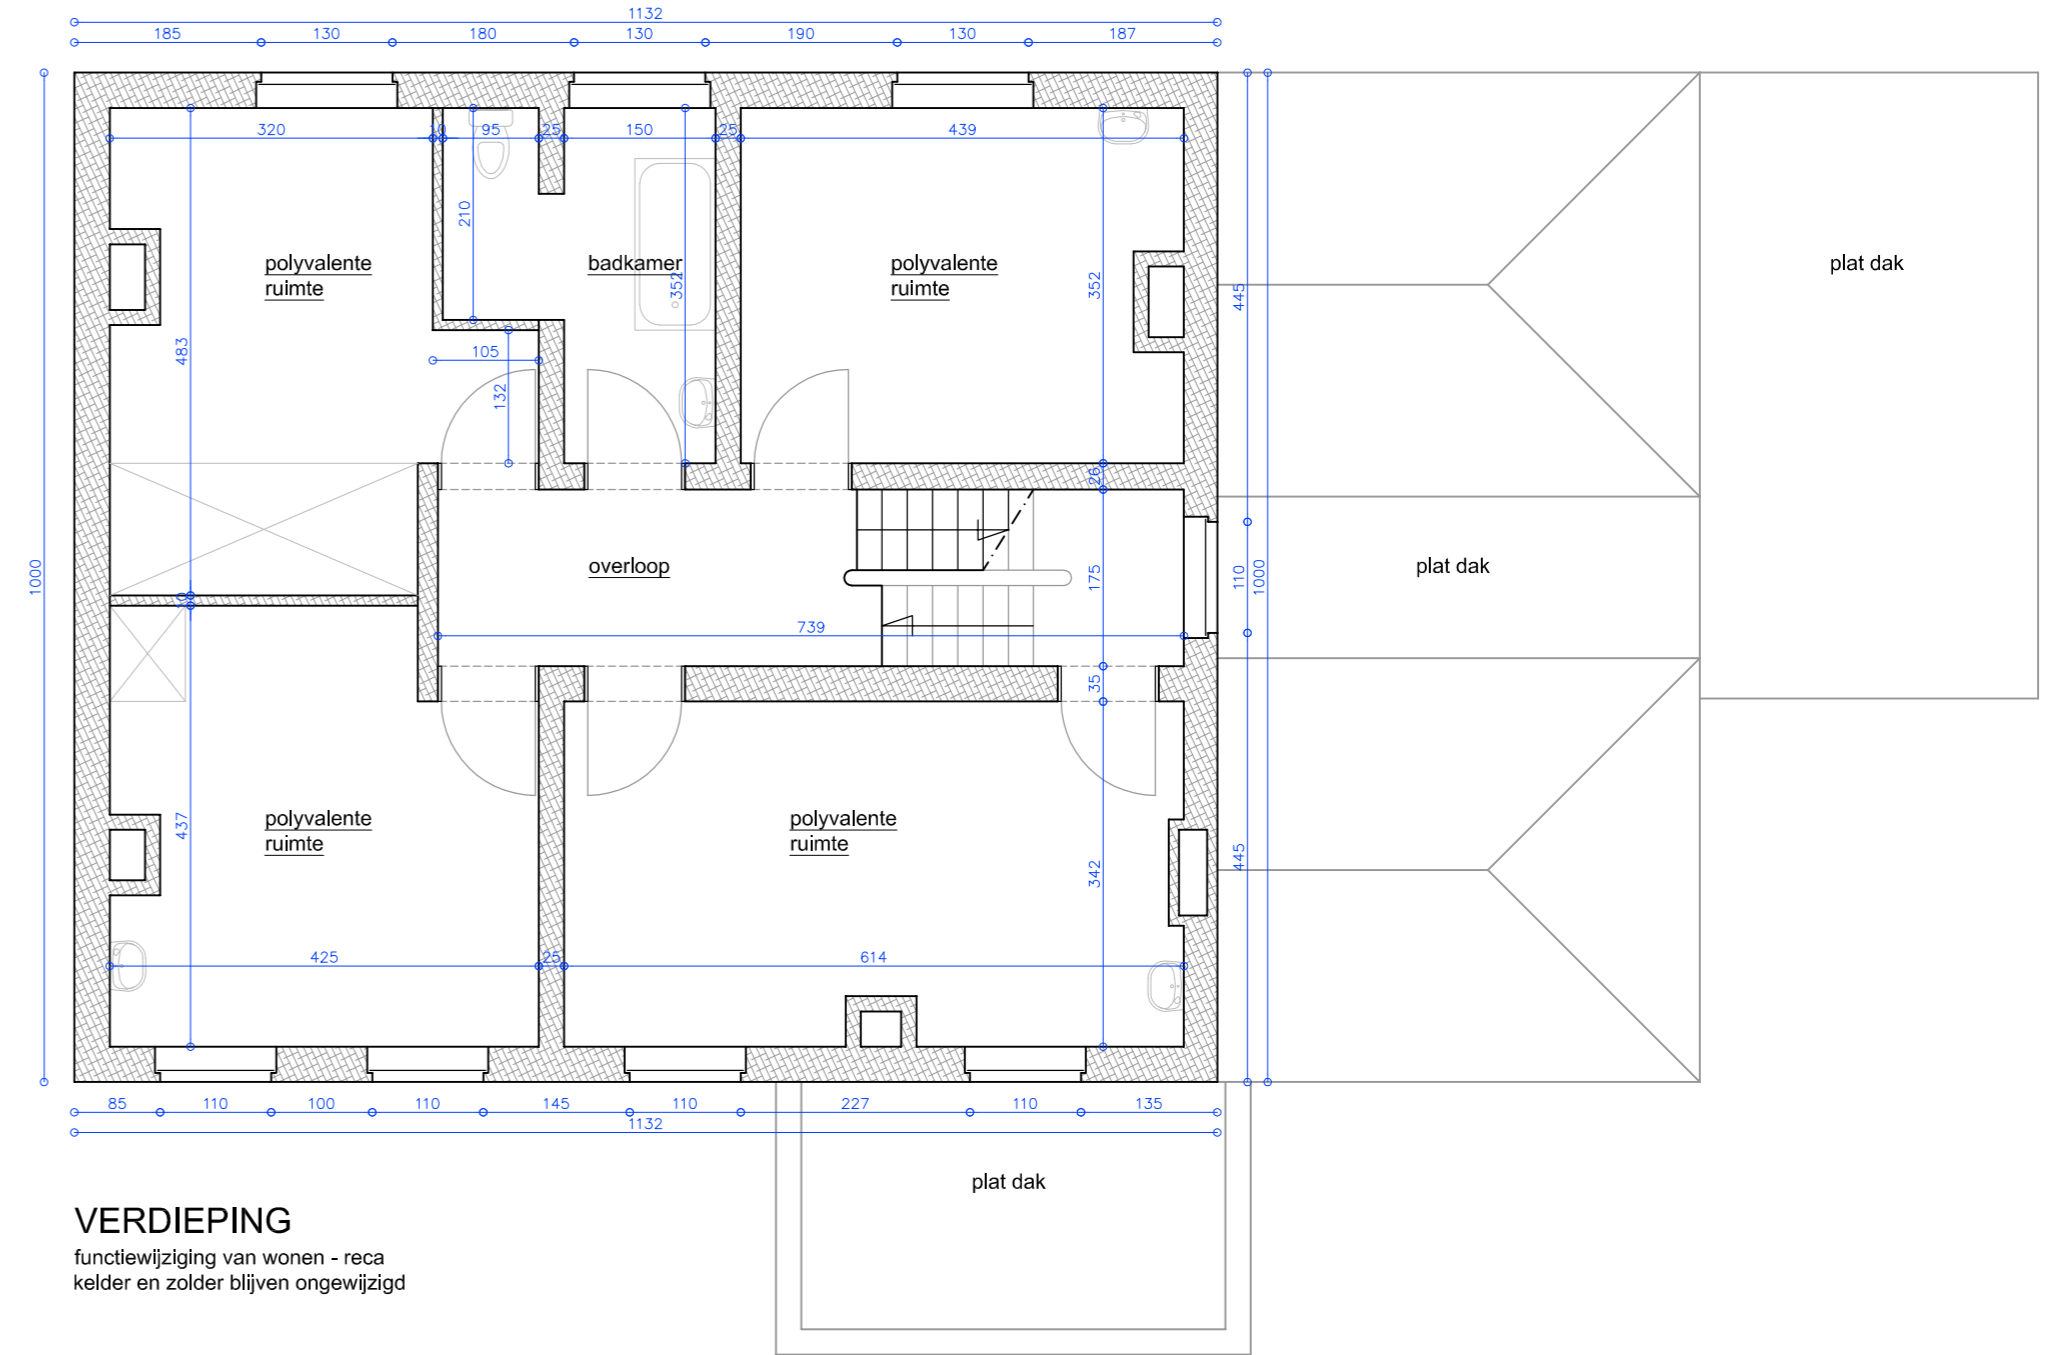 1132
185 130 180 130 190 130 187
320 10 95 25 150 25 439
210
polyvalente
ruimte
badkamer
352
polyvalente
ruimte
352
445
plat dak
483
105
132
26
1000
overloop
175
110
1000
plat dak
10
739
35
polyvalente
ruimte
437
polyvalente
ruimte
342
445
425 25 614
85 110 100 110 145 110 227 110 135
1132
plat dak
VERDIEPING
functiewijziging van wonen - reca
kelder en zolder blijven ongewijzigd